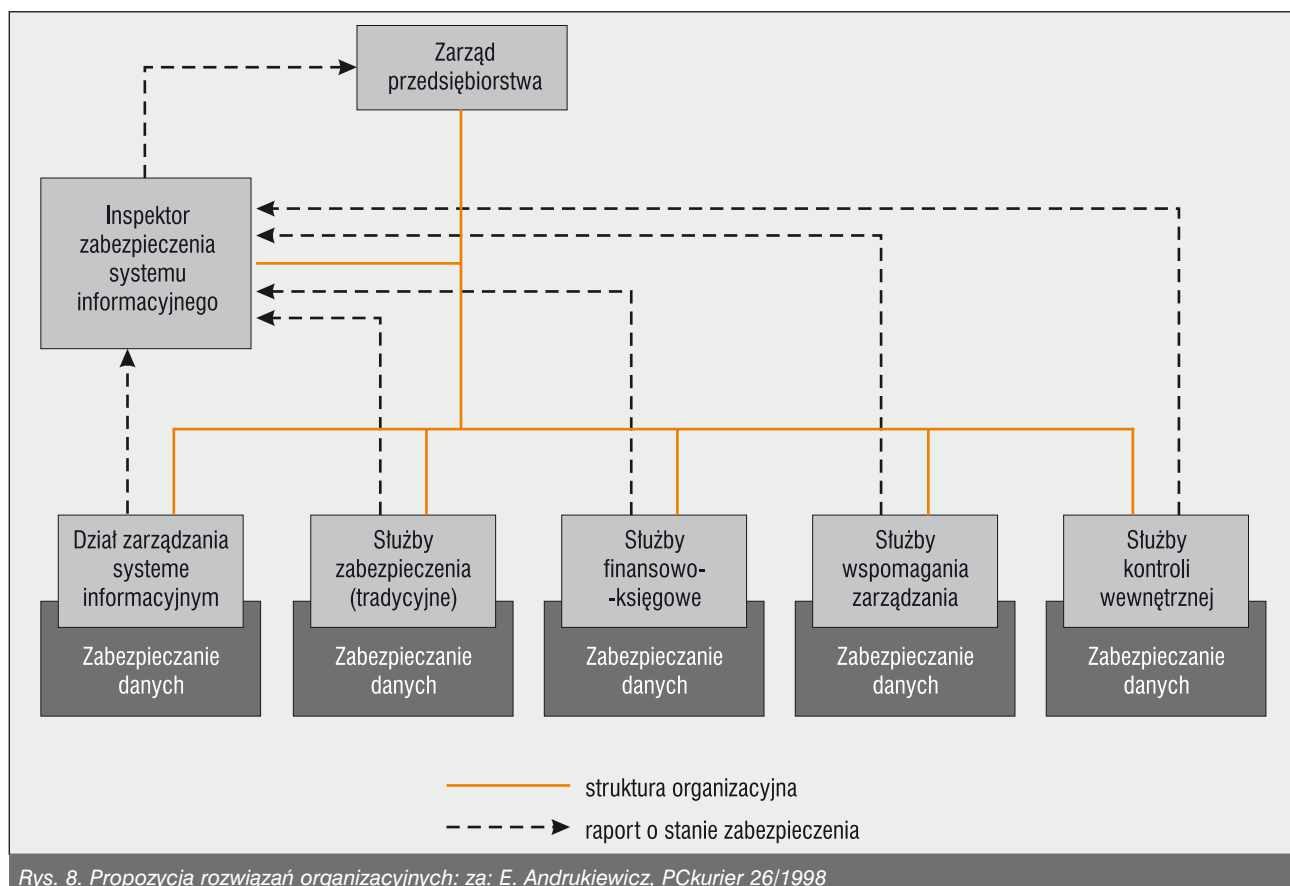 Zarząd
przedsiębiorstwa
Inspektor
zabezpieczenia
systemu
informacyjnego
Dział zarządzania
systeme
informacyjnym
Służby
zabezpieczenia
(tradycyjne)
Służby
finansowo-
-księgowe
Służby
wspomagania
zarządzania
Służby
kontroli
wewnętrznej
Zabezpieczanie
danych
Zabezpieczanie
danych
Zabezpieczanie
danych
Zabezpieczanie
danych
Zabezpieczanie
danych
struktura organizacyjna
raport o stanie zabezpieczenia
Rys. 8. Propozycja rozwiązań organizacyjnych: za: E. Andrukiewicz, PCkurier 26/1998